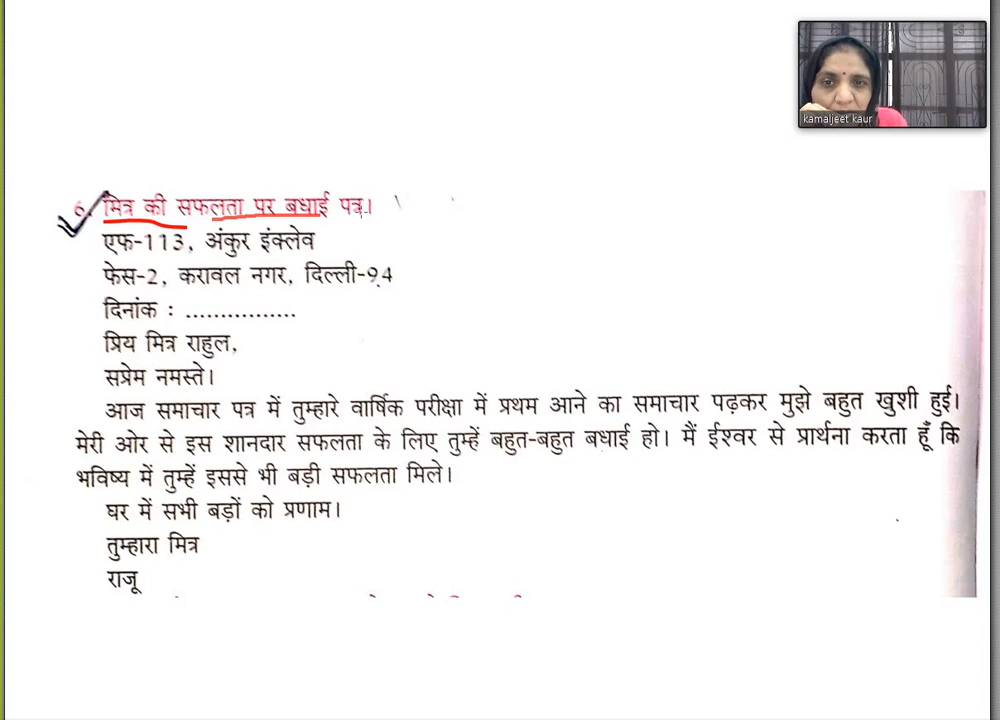 kamaljeet kaur
6. मित्र की सफलता पर बधाई पत्र।
एफ-113, अंकुर इंक्लेव
फेस-2, करावल नगर, दिल्ली-94
दिनांक : ................
प्रिय मित्र राहुल,
सप्रेम नमस्ते।
आज समाचार पत्र में तुम्हारे वार्षिक परीक्षा में प्रथम आने का समाचार पढ़कर मुझे बहुत खुशी हुई।
मेरी ओर से इस शानदार सफलता के लिए तुम्हें बहुत-बहुत बधाई हो। मैं ईश्वर से प्रार्थना करता हूँ कि
भविष्य में तुम्हें इससे भी बड़ी सफलता मिले।
घर में सभी बड़ों को प्रणाम।
तुम्हारा मित्र
राजू